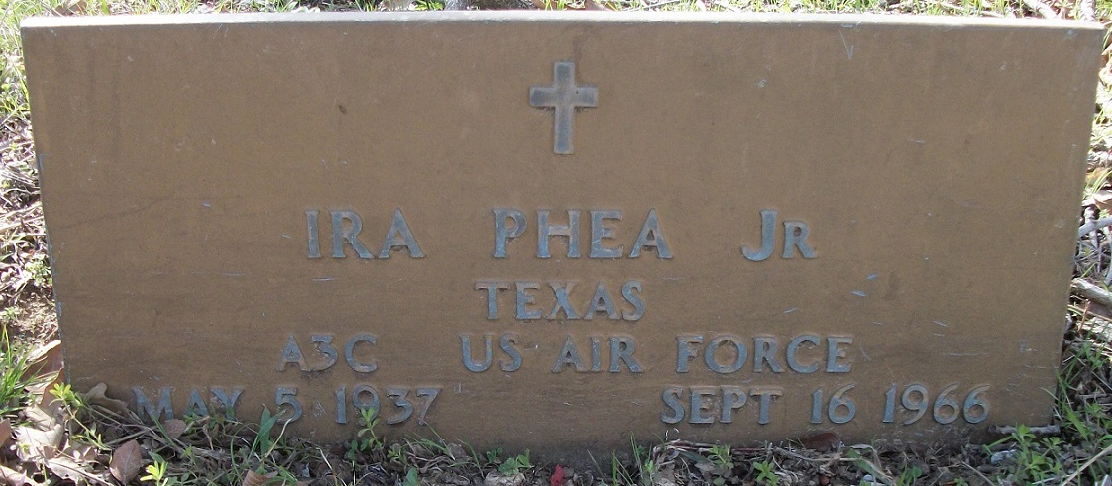 IRA PHEA JR
TEXAS
A3C US AIR FORCE
MAY 5 1937 SEPT 16 1966